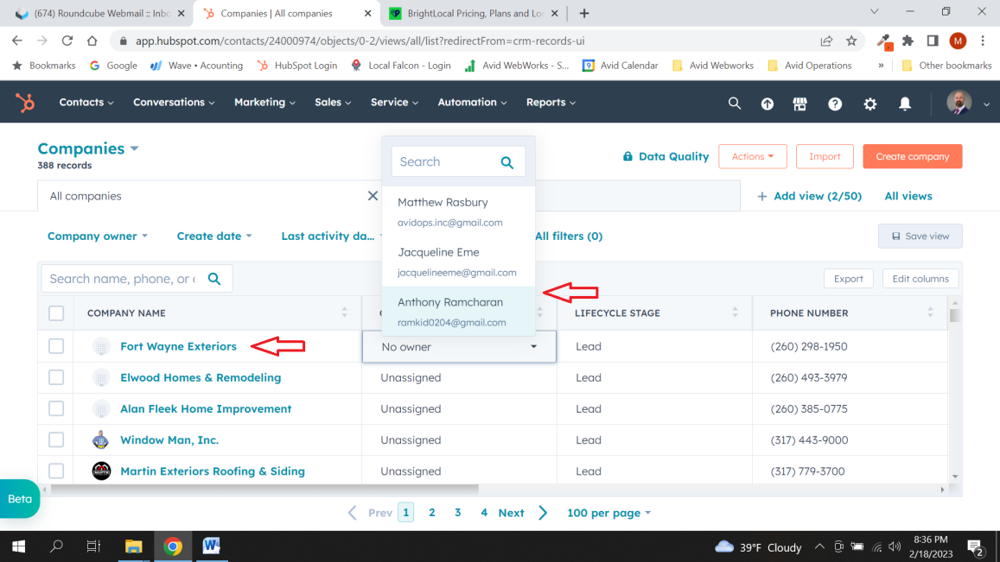 (674) Roundcube Webmail :: Inbo
Companies | All companies
BrightLocal Pricing, Plans and Lo
app.hubspot.com/contacts/24000974/objects/0-2/views/all/list?redirectFrom=crm-records-ui
M
Bookmarks
Google
Wave • Acounting
HubSpot Login
Local Falcon - Login
Avid WebWorks - S...
9
Avid Calendar
Avid Webworks
Avid Operations
»
Other bookmarks
Contacts
Conversations
Marketing
Sales
Service
Automation
Reports
Companies
388 records
Data Quality
Actions
Import
Create company
All companies
+ Add view (2/50)
All views
Company owner
Create date
Last activity da...
All filters (0)
Save view
Search
Matthew Rasbury
avidops.inc@gmail.com
Jacqueline Eme
jacquelineeme@gmail.com
Anthony Ramcharan
ramkid0204@gmail.com
Search name, phone, or
Export
Edit columns
COMPANY NAME
LIFECYCLE STAGE
PHONE NUMBER
Fort Wayne Exteriors
No owner
Lead
(260) 298-1950
Elwood Homes & Remodeling
Unassigned
Lead
(260) 493-3979
Alan Fleek Home Improvement
Unassigned
Lead
(260) 385-0775
Window Man, Inc.
Unassigned
Lead
(317) 443-9000
Martin Exteriors Roofing & Siding
Unassigned
Lead
(317) 779-3700
Beta
Prev
1
2
3
4
Next
100 per page
39°F Cloudy
8:36 PM
2/18/2023
2